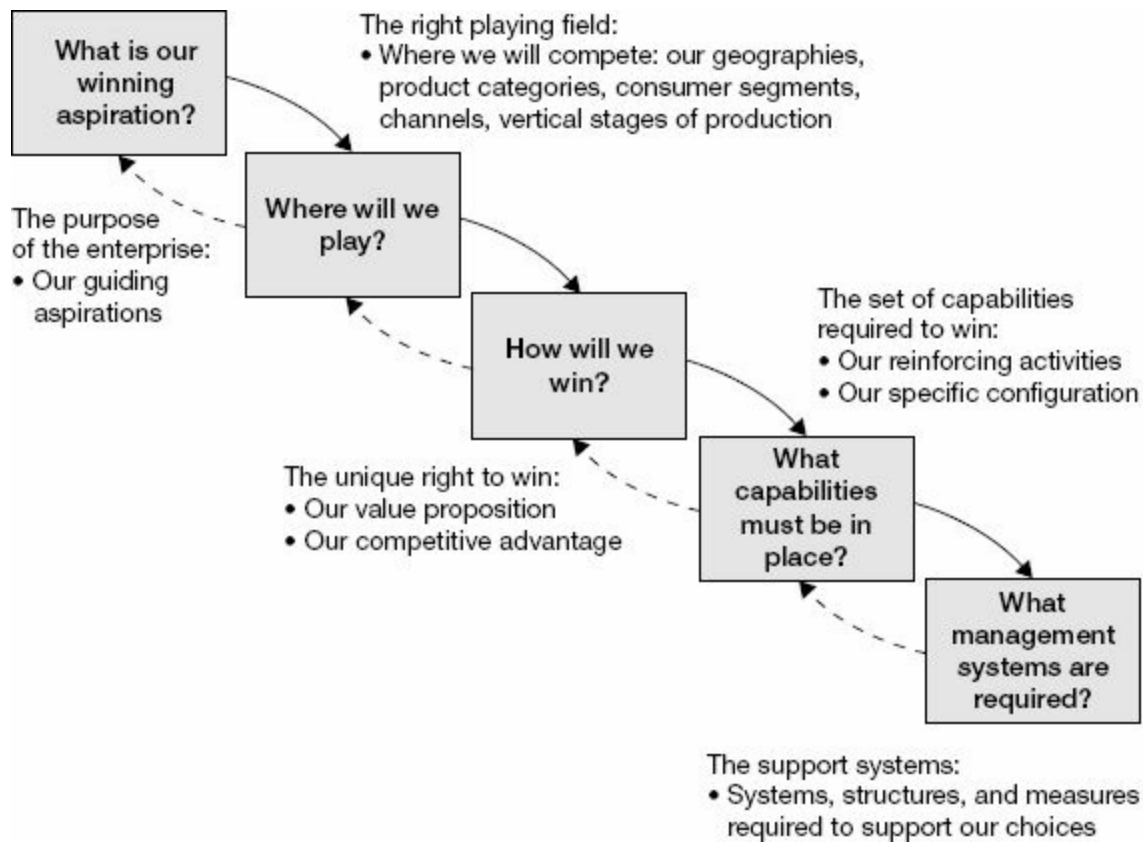 What is our
winning
aspiration?
The right playing field:
• Where we will compete: our geographies,
product categories, consumer segments,
channels, vertical stages of production
The purpose
of the enterprise:
• Our guiding
aspirations
Where will we
play?
How will we
win?
The unique right to win:
• Our value proposition
• Our competitive advantage
The set of capabilities
required to win:
• Our reinforcing activities
• Our specific configuration
What
capabilities
must be in
place?
What
management
systems are
required?
The support systems:
• Systems, structures, and measures
required to support our choices